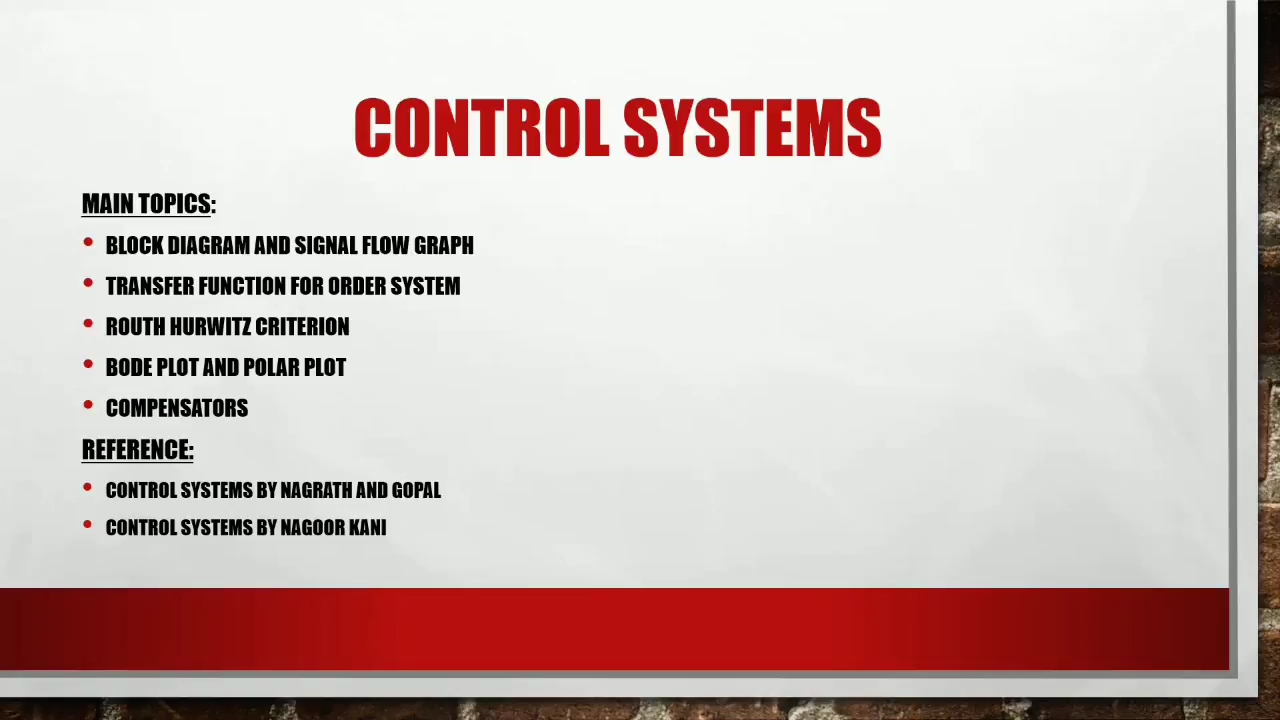 CONTROL SYSTEMS
MAIN TOPICS:
• BLOCK DIAGRAM AND SIGNAL FLOW GRAPH
• TRANSFER FUNCTION FOR ORDER SYSTEM
• ROUTH HURWITZ CRITERION
• BODE PLOT AND POLAR PLOT
• COMPENSATORS
REFERENCE:
• CONTROL SYSTEMS BY NAGRATH AND GOPAL
• CONTROL SYSTEMS BY NAGOOR KANI